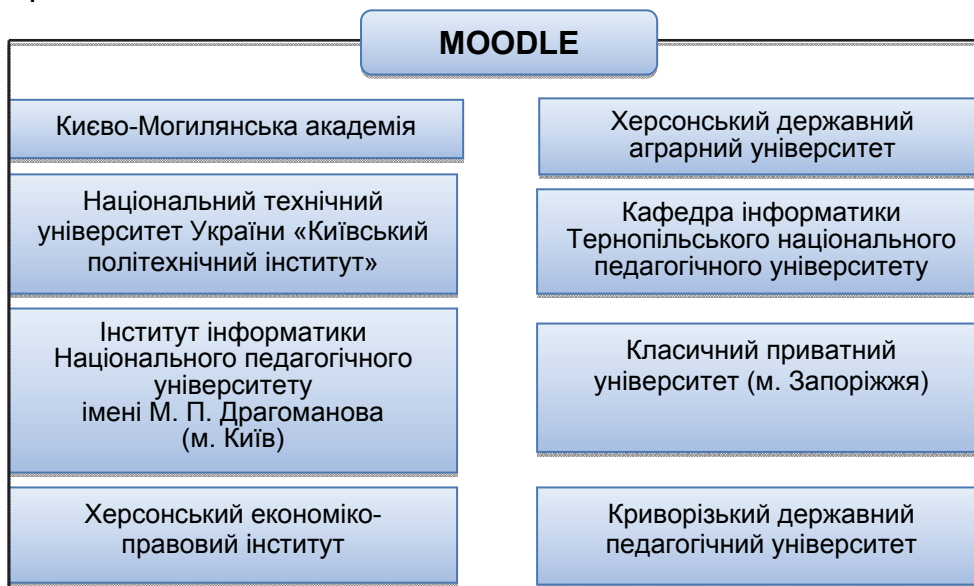 MOODLE
Києво-Могилянська академія
Національний технічний
університет України «Київський
політехнічний інститут»
Інститут інформатики
Національного педагогічного
університету
імені М. П. Драгоманова
(м. Київ)
Херсонський економіко-
правовий інститут
Херсонський державний
аграрний університет
Кафедра інформатики
Тернопільського національного
педагогічного університету
Класичний приватний
університет (м. Запоріжжя)
Криворізький державний
педагогічний університет